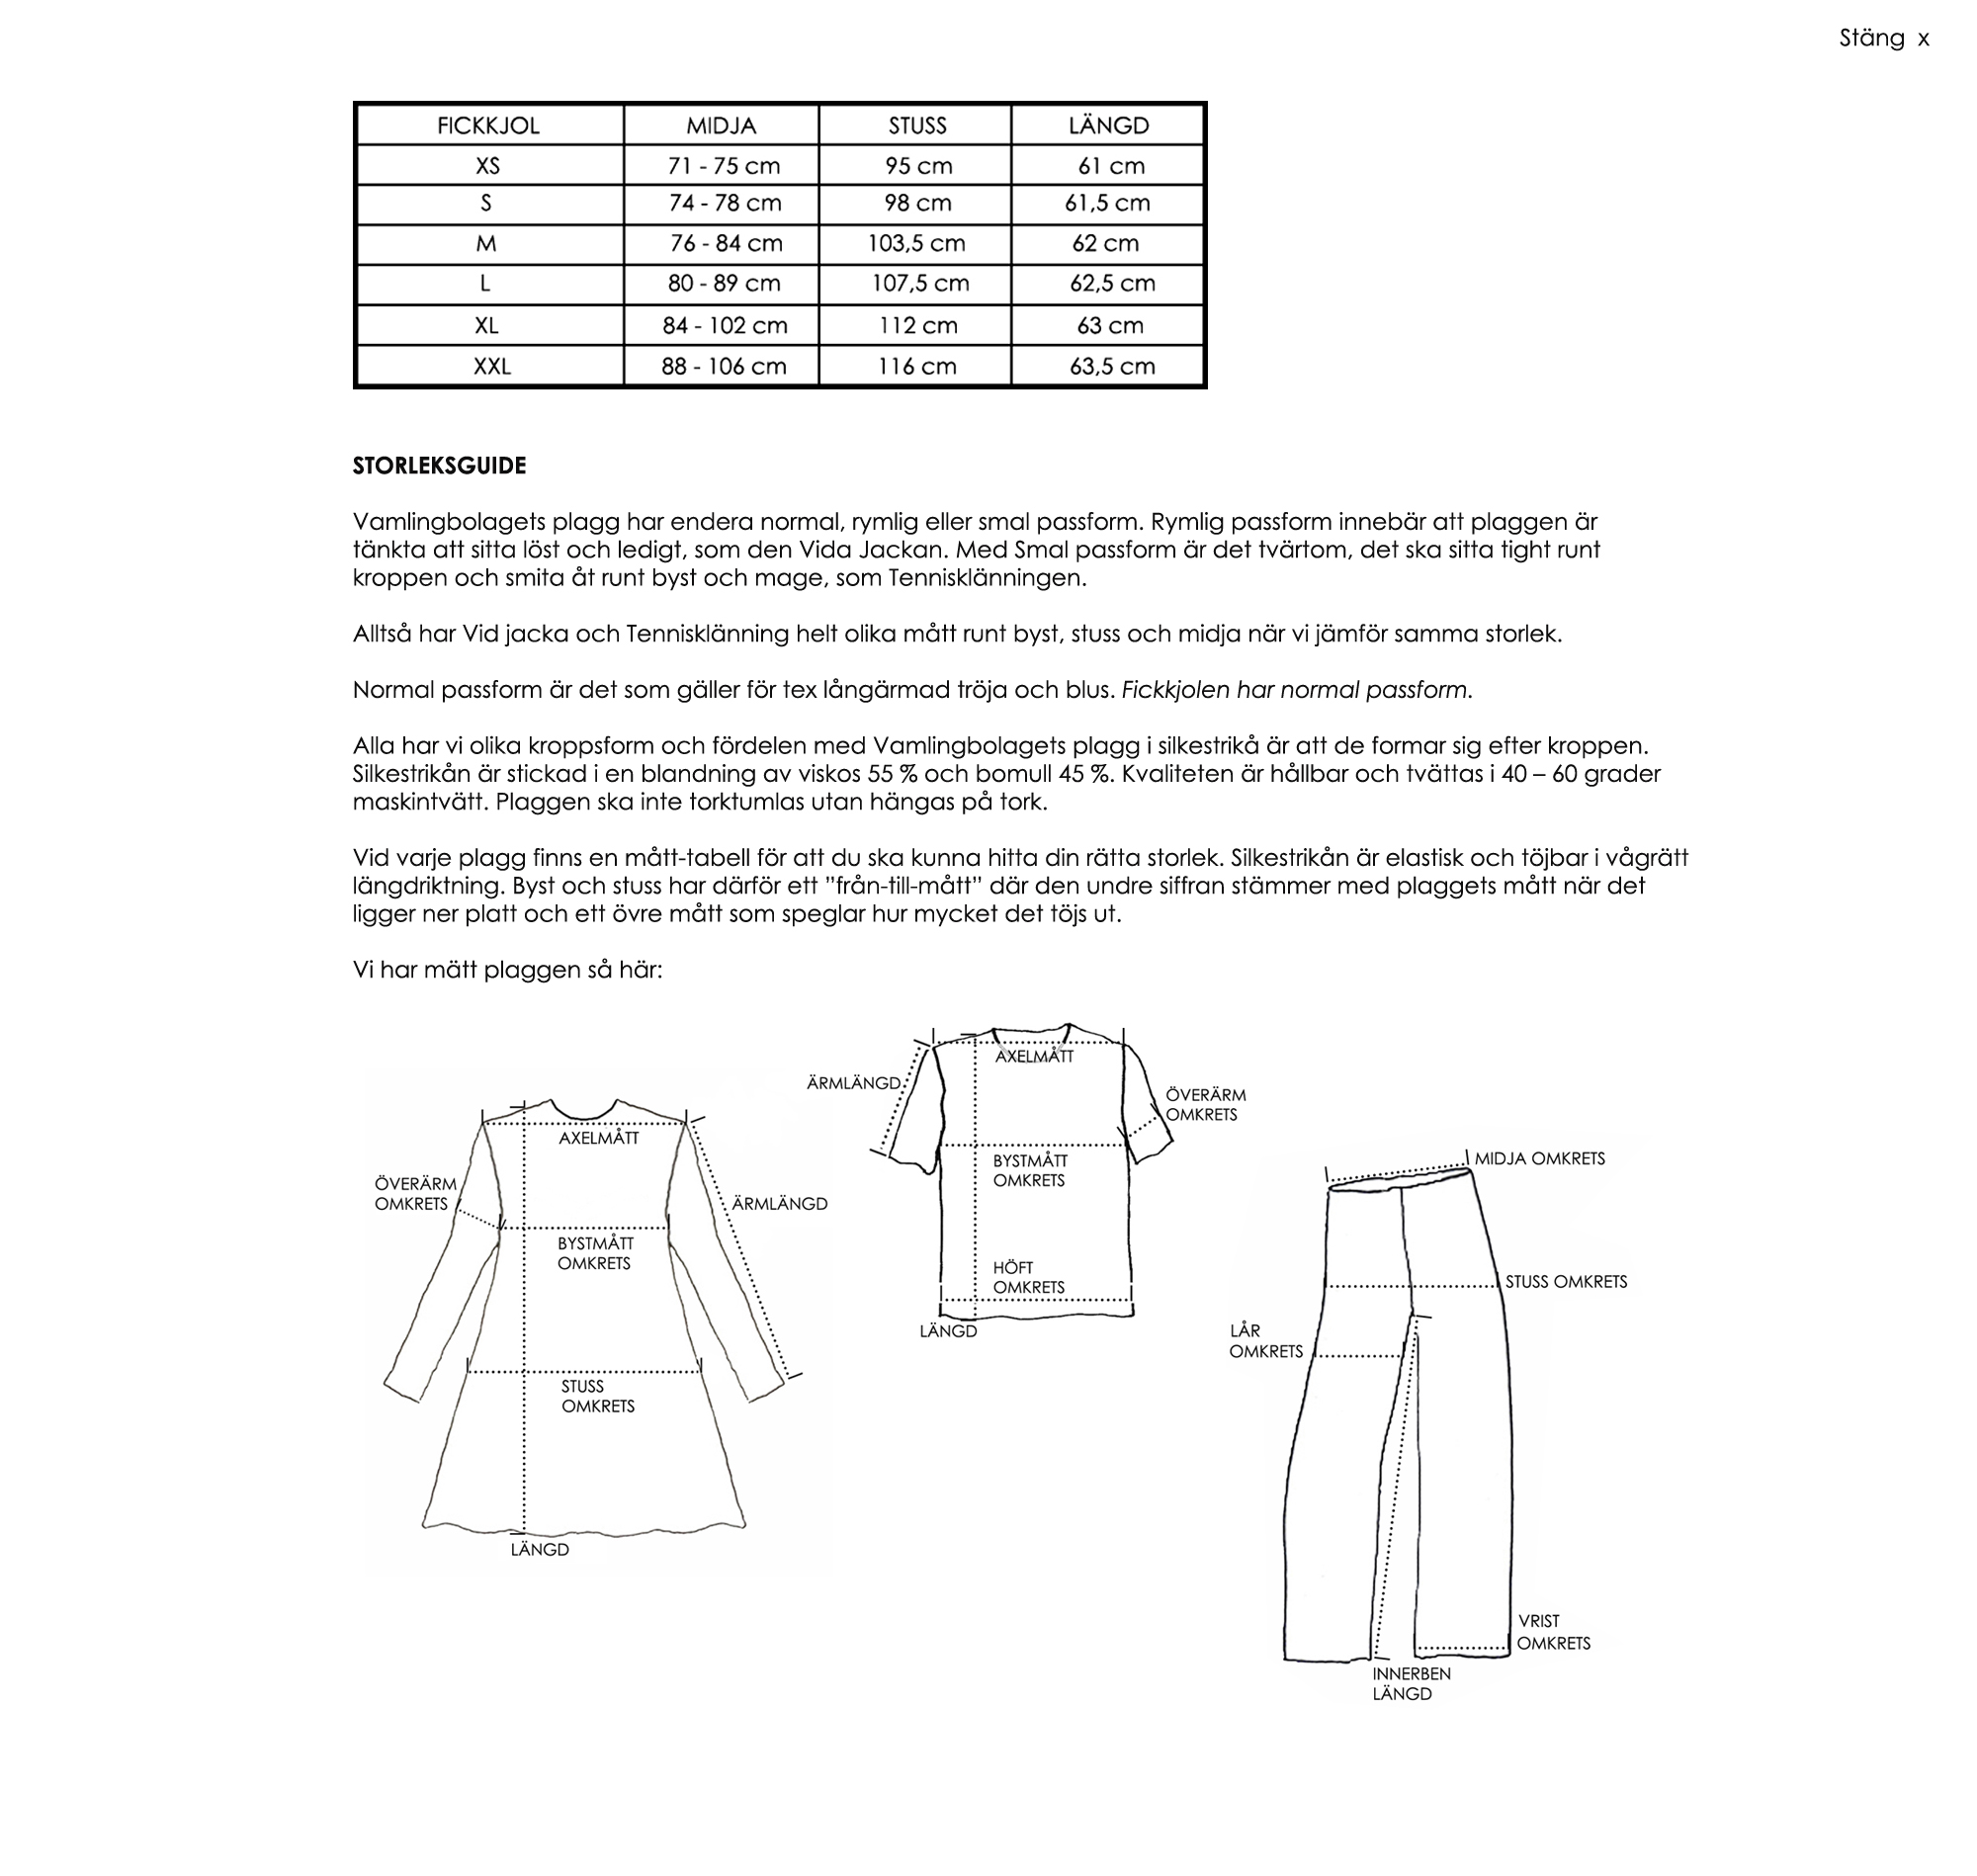 Stäng x
FICKKJOL MIDJA STUSS LÄNGD
XS 71 - 75 cm 95 cm 61 cm
S 74 - 78 cm 98 cm 61,5 cm
M 76 - 84 cm 103,5 cm 62 cm
L 80 - 89 cm 107,5 cm 62,5 cm
XL 84 - 102 cm 112 cm 63 cm
XXL 88 - 106 cm 116 cm 63,5 cm
STORLEKSGUIDE
Vamlingbolagets plagg har endera normal, rymlig eller smal passform. Rymlig passform innebär att plaggen är
tänkta att sitta löst och ledigt, som den Vida Jackan. Med Smal passform är det tvärtom, det ska sitta tight runt
kroppen och smita åt runt byst och mage, som Tennisklänningen.
Alltså har Vid jacka och Tennisklänning helt olika mått runt byst, stuss och midja när vi jämför samma storlek.
Normal passform är det som gäller för tex långärmad tröja och blus. Fickkjolen har normal passform.
Alla har vi olika kroppsform och fördelen med Vamlingbolagets plagg i silkestrikå är att de formar sig efter kroppen.
Silkestrikån är stickad i en blandning av viskos 55 % och bomull 45 %. Kvaliteten är hållbar och tvättas i 40 – 60 grader
maskintvätt. Plaggen ska inte torktumlas utan hängas på tork.
Vid varje plagg finns en mått-tabell för att du ska kunna hitta din rätta storlek. Silkestrikån är elastisk och töjbar i vågrätt
längdriktning. Byst och stuss har därför ett ”från-till-mått” där den undre siffran stämmer med plaggets mått när det
ligger ner platt och ett övre mått som speglar hur mycket det töjs ut.
Vi har mätt plaggen så här:
AXELMÅTT
ÖVERÄRM
OMKRETS
ÄRMLÄNGD
BYSTMÅTT
OMKRETS
STUSS
OMKRETS
LÄNGD
AXELMÅTT
ÄRMLÄNGD
ÖVERÄRM
OMKRETS
BYSTMÅTT
OMKRETS
HÖFT
OMKRETS
LÄNGD
MIDJA OMKRETS
STUSS OMKRETS
LÅR
OMKRETS
VRIST
OMKRETS
INNERBEN
LÄNGD